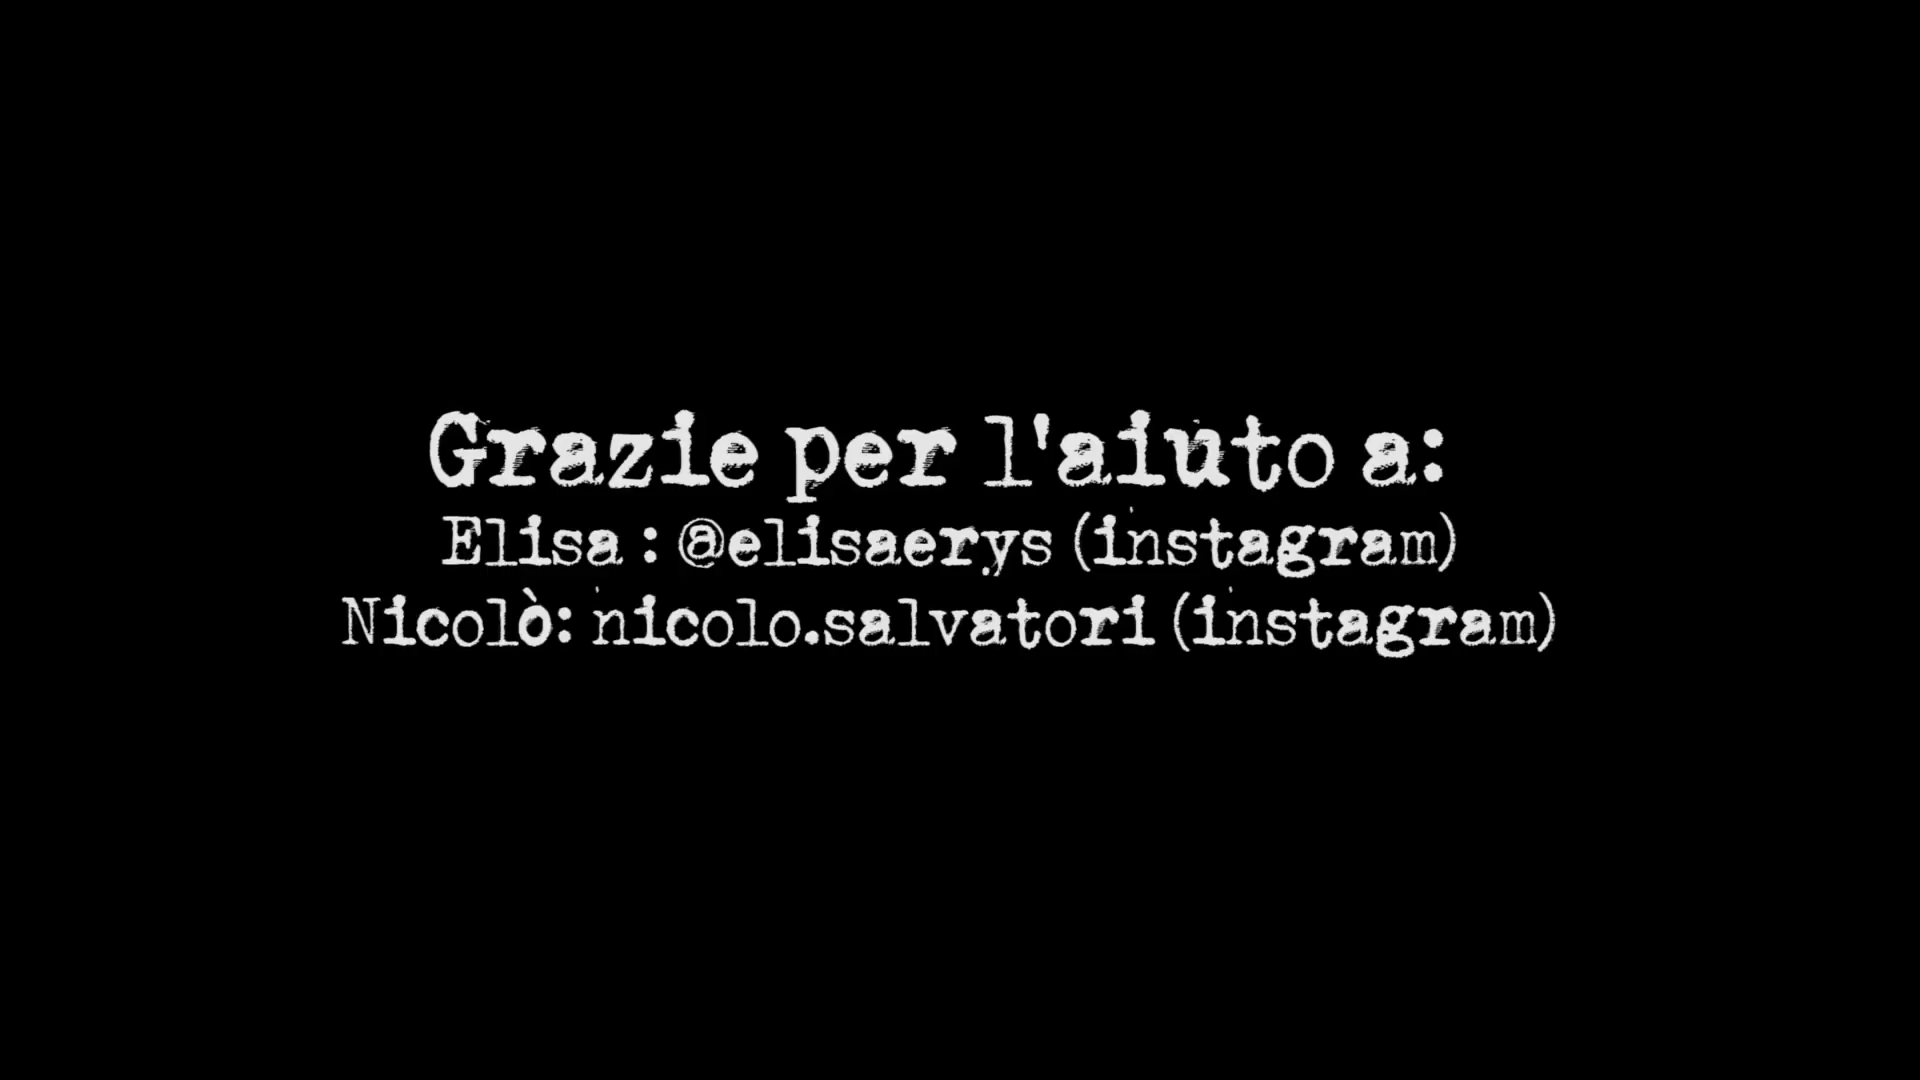 Grazie per l'aiuto a:
Elisa : @elisaerys (instagram)
Nicolò: nicolo.salvatori (instagram)